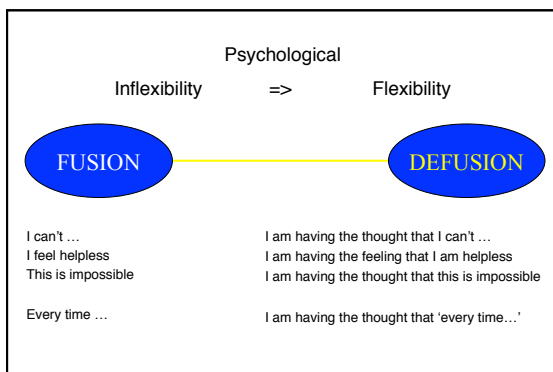 Psychological
Inflexibility => Flexibility
FUSION DEFUSION
I can't … I am having the thought that I can't …
I feel helpless I am having the feeling that I am helpless
This is impossible I am having the thought that this is impossible
Every time … I am having the thought that 'every time…'